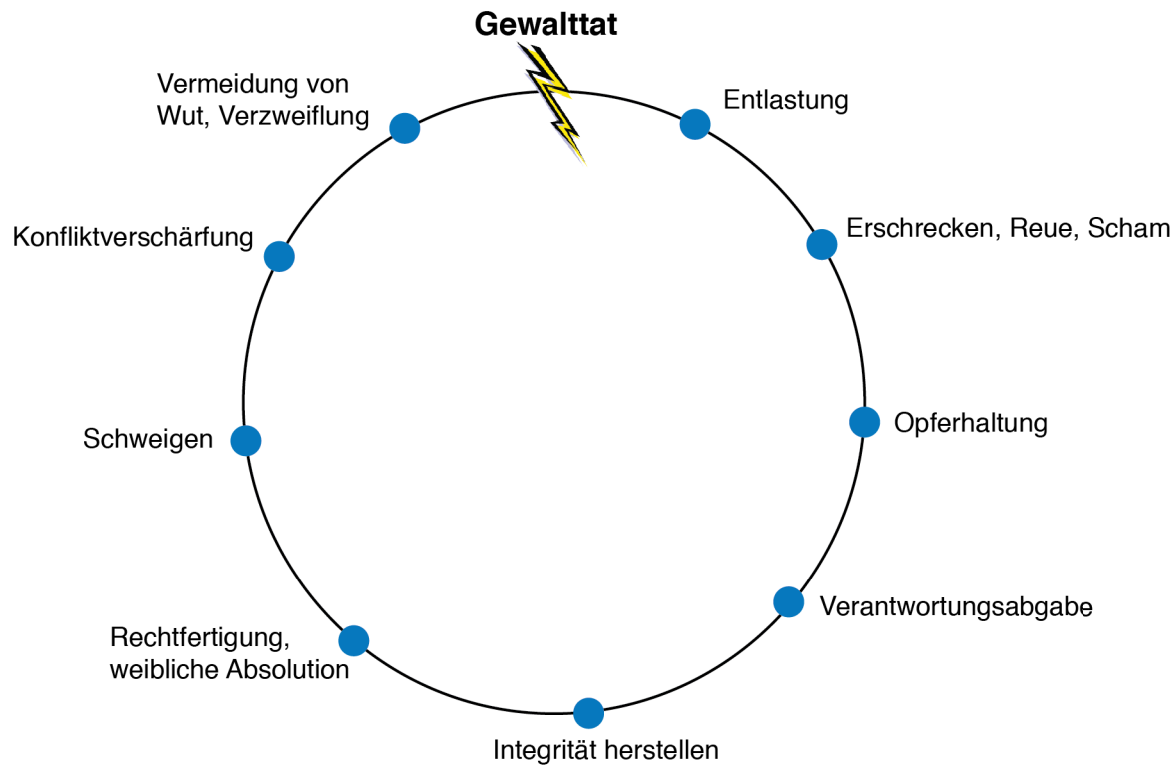 Gewalttat
Vermeidung von
Wut, Verzweiflung
Entlastung
Erschrecken, Reue, Scham
Konfliktverschärfung
Opferhaltung
Schweigen
Verantwortungsabgabe
Rechtfertigung,
weibliche Absolution
Integrität herstellen